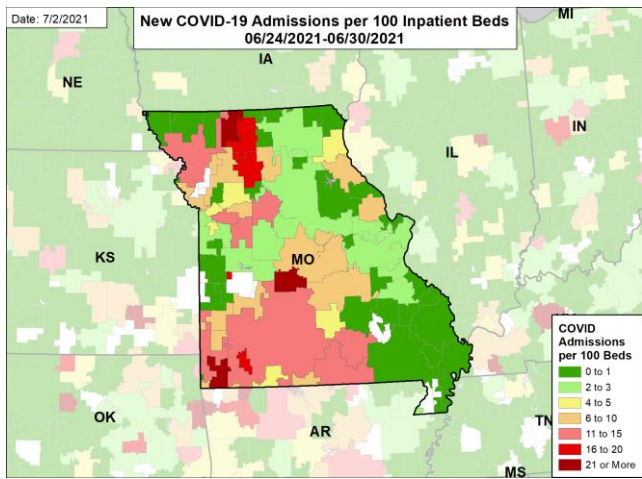 Date: 7/2/2021
New COVID-19 Admissions per 100 Inpatient Beds
06/24/2021-06/30/2021
MI
NE
IA
IL
IN
KS
MO
OK
AR
TN
MS
COVID
Admissions
per 100 Beds
0 to 1
2 to 3
4 to 5
6 to 10
11 to 15
16 to 20
21 or More